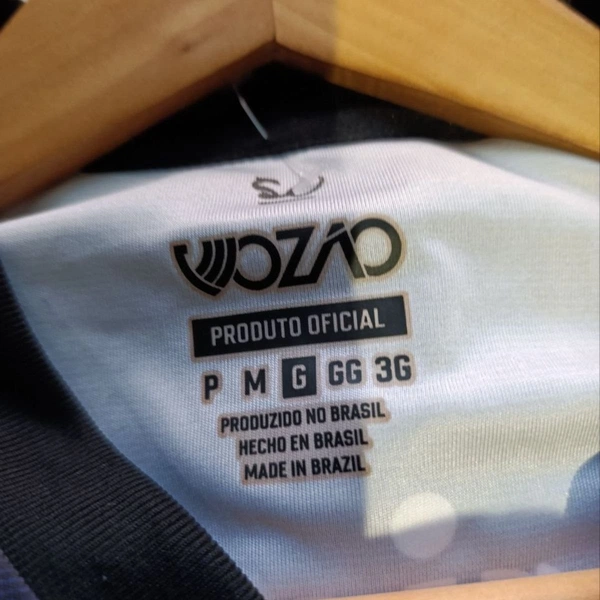 VOZÃO
PRODUTO OFICIAL
P M G GG 3G
PRODUZIDO NO BRASIL
HECHO EN BRASIL
MADE IN BRAZIL